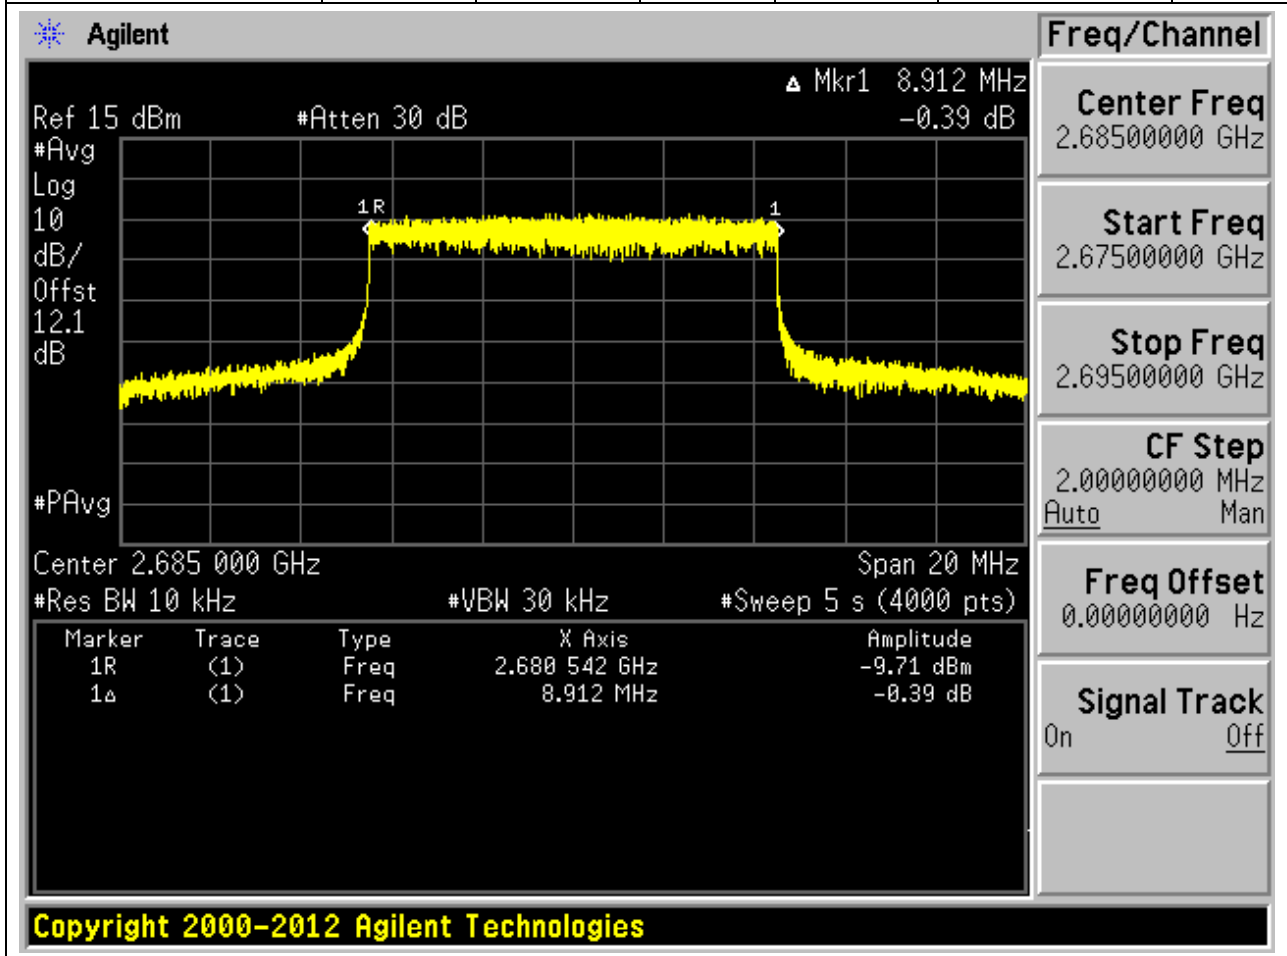 Agilent
Freq/Channel
Δ Mkr1 8.912 MHz
Ref 15 dBm #Atten 30 dB -0.39 dB
#Avg
Log
10
dB/
Offst
12.1
dB
1R 1
#PAvg
Center 2.685 000 GHz Span 20 MHz
#Res BW 10 kHz #VBW 30 kHz #Sweep 5 s (4000 pts)
Marker Trace Type X Axis Amplitude
1R (1) Freq 2.680 542 GHz -9.71 dBm
1Δ (1) Freq 8.912 MHz -0.39 dB
Center Freq
2.68500000 GHz
Start Freq
2.67500000 GHz
Stop Freq
2.69500000 GHz
CF Step
2.00000000 MHz
Auto Man
Freq Offset
0.00000000 Hz
Signal Track
On Off
Copyright 2000-2012 Agilent Technologies